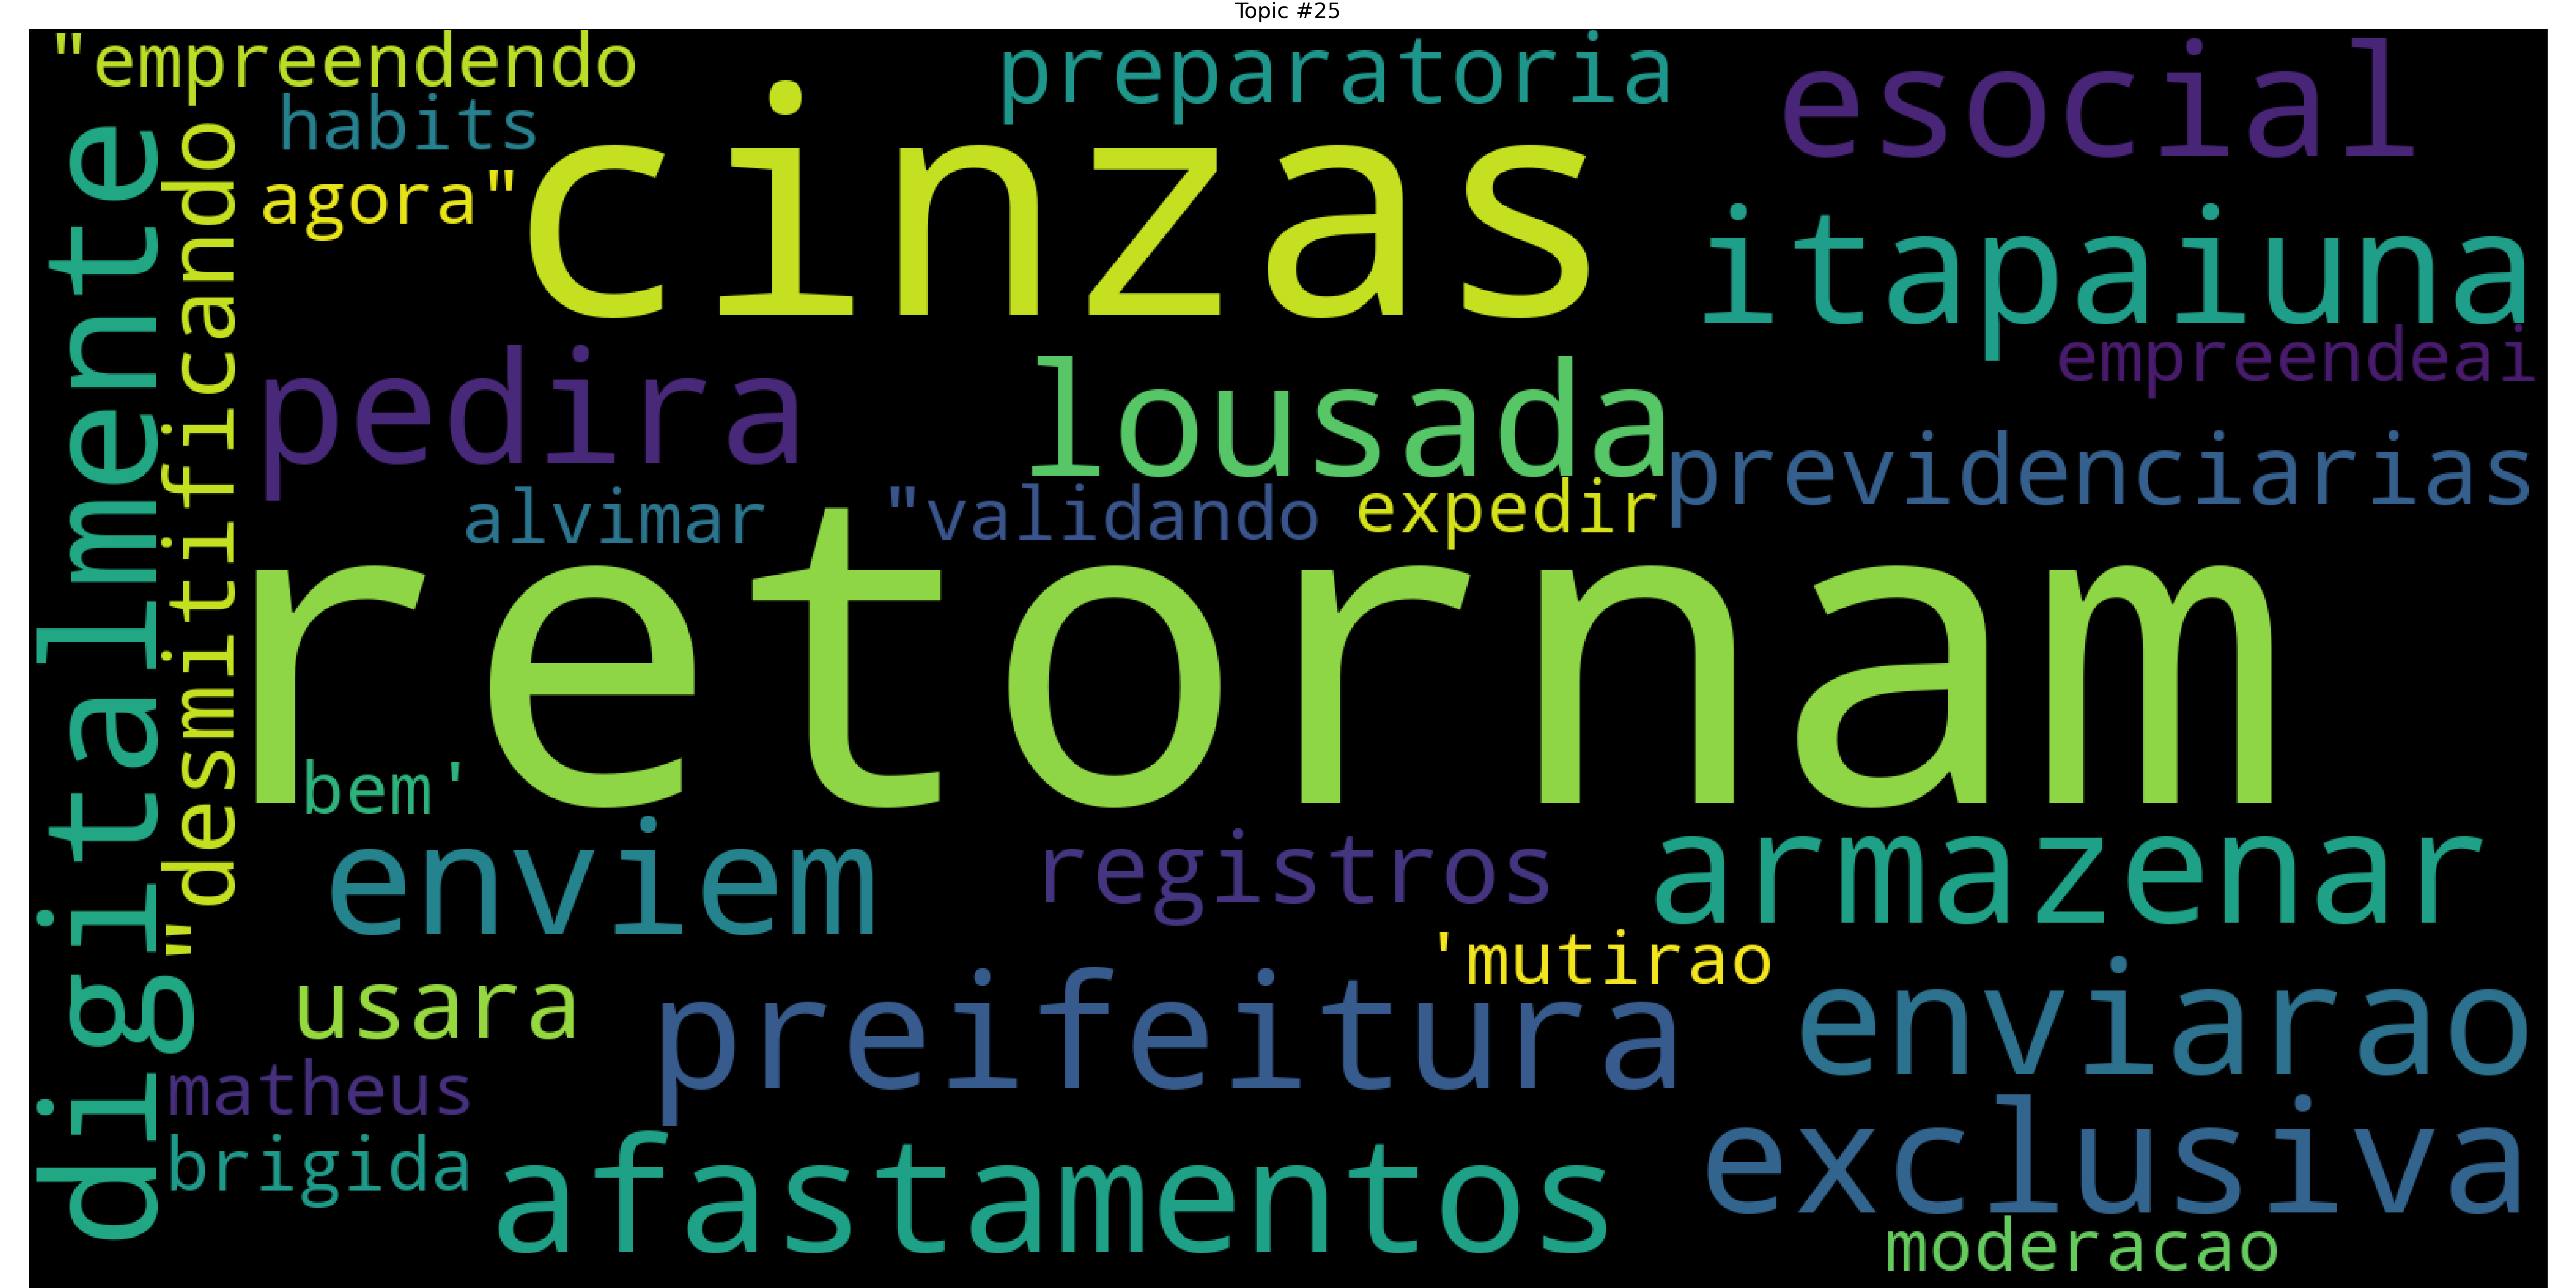 Topic #25
"empreendendo
preparatoria
esocial
habits
cinzas
agora"
itapaiuna
digitalmente
"desmitificando
empreendeai
pedira
lousada
previdenciarias
alvimar
"validando
expedir
retornam
bem'
enviem
registros
armazenar
'mutirao
usara
preifeitura
enviarao
matheus
brigida
afastamentos
exclusiva
moderacao